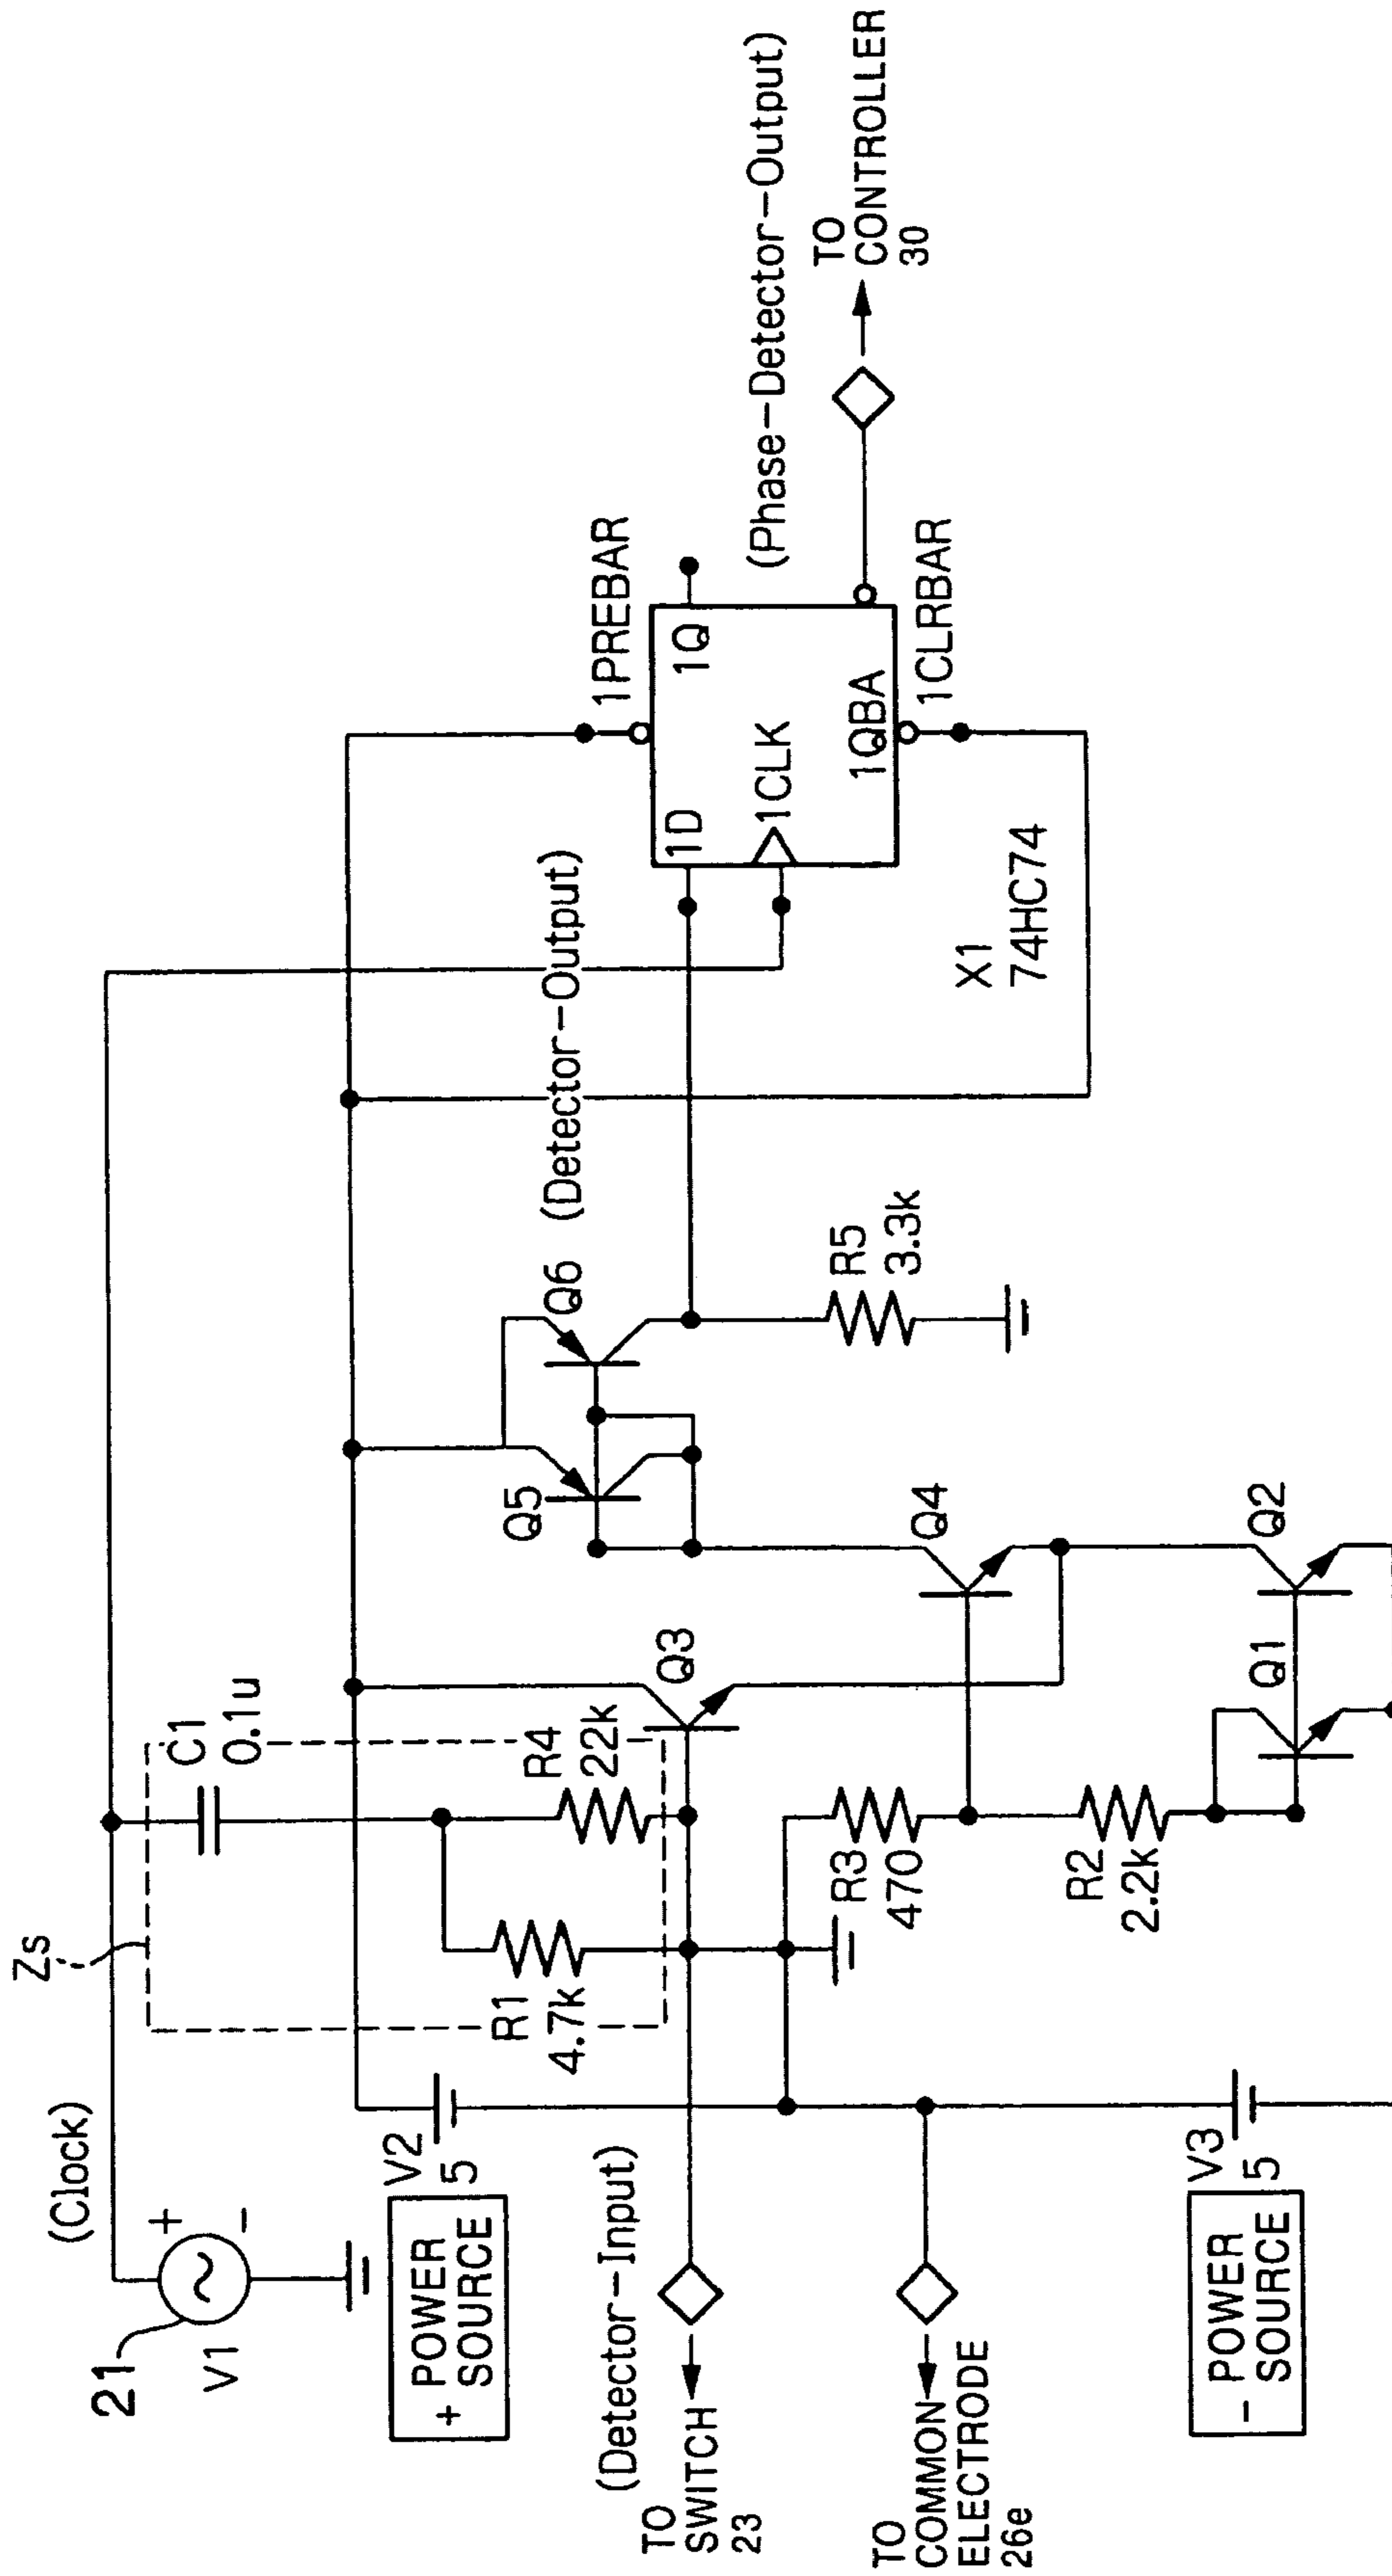 Zs
(Clock)
21
V1
+
-
C1
0.1u
R4
22k
R1
4.7k
V2
5
+ POWER
SOURCE
(Detector-Input)
TO
SWITCH
23
TO
COMMON
ELECTRODE
26e
- POWER
SOURCE
V3
5
R3
470
R2
2.2k
Q3
Q4
Q1
Q2
Q5
Q6
R5
3.3k
(Detector-Output)
1PREBAR
1D
1Q
1CLK
1QBA
1CLRBAR
X1
74HC74
(Phase-Detector-Output)
TO
CONTROLLER
30